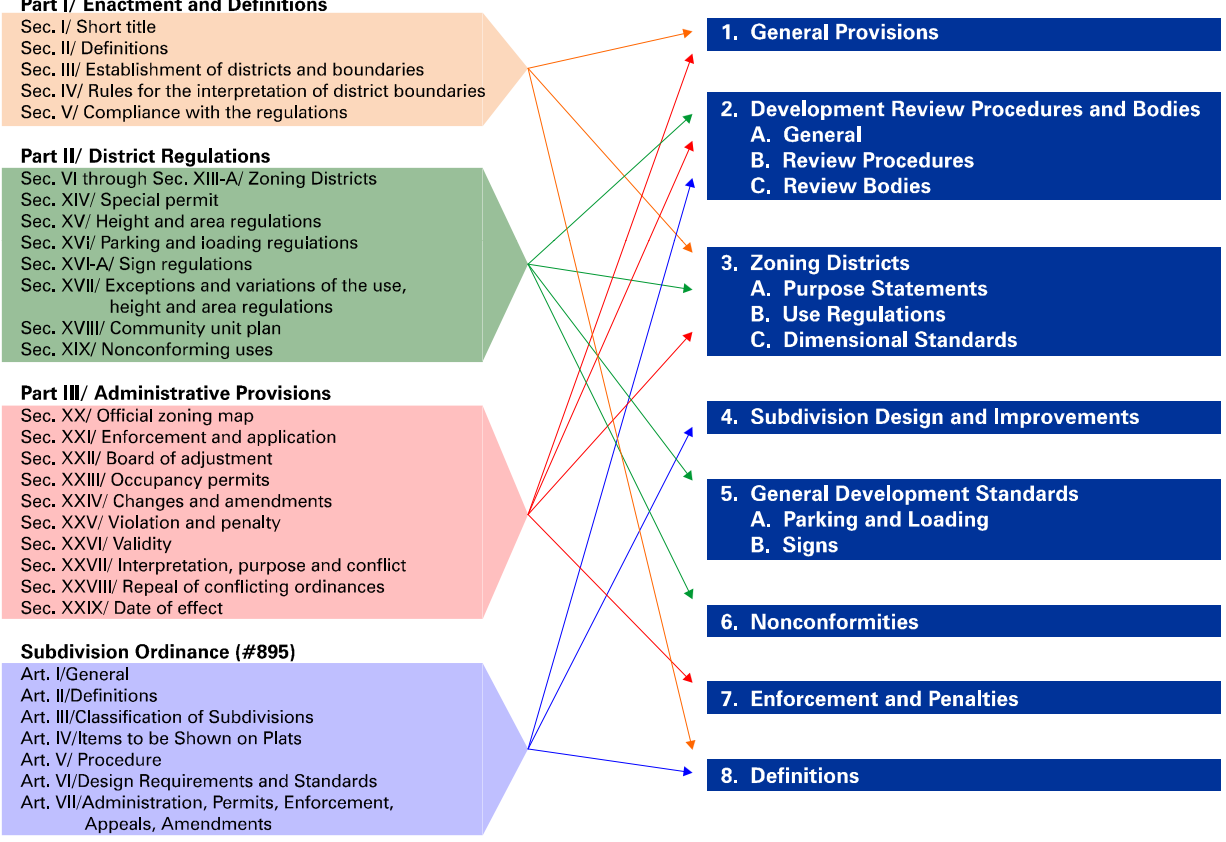 Part I/ Enactment and Definitions
Sec. I/ Short title
Sec. II/ Definitions
Sec. III/ Establishment of districts and boundaries
Sec. IV/ Rules for the interpretation of district boundaries
Sec. V/ Compliance with the regulations
Part II/ District Regulations
Sec. VI through Sec. XIII-A/ Zoning Districts
Sec. XIV/ Special permit
Sec. XV/ Height and area regulations
Sec. XVi/ Parking and loading regulations
Sec. XVI-A/ Sign regulations
Sec. XVII/ Exceptions and variations of the use,
height and area regulations
Sec. XVIII/ Community unit plan
Sec. XIX/ Nonconforming uses
Part III/ Administrative Provisions
Sec. XX/ Official zoning map
Sec. XXI/ Enforcement and application
Sec. XXII/ Board of adjustment
Sec. XXIII/ Occupancy permits
Sec. XXIV/ Changes and amendments
Sec. XXV/ Violation and penalty
Sec. XXVI/ Validity
Sec. XXVII/ Interpretation, purpose and conflict
Sec. XXVIII/ Repeal of conflicting ordinances
Sec. XXIX/ Date of effect
Subdivision Ordinance (#895)
Art. I/General
Art. II/Definitions
Art. III/Classification of Subdivisions
Art. IV/Items to be Shown on Plats
Art. V/ Procedure
Art. VI/Design Requirements and Standards
Art. VII/Administration, Permits, Enforcement,
Appeals, Amendments
1. General Provisions
2. Development Review Procedures and Bodies
A. General
B. Review Procedures
C. Review Bodies
3. Zoning Districts
A. Purpose Statements
B. Use Regulations
C. Dimensional Standards
4. Subdivision Design and Improvements
5. General Development Standards
A. Parking and Loading
B. Signs
6. Nonconformities
7. Enforcement and Penalties
8. Definitions